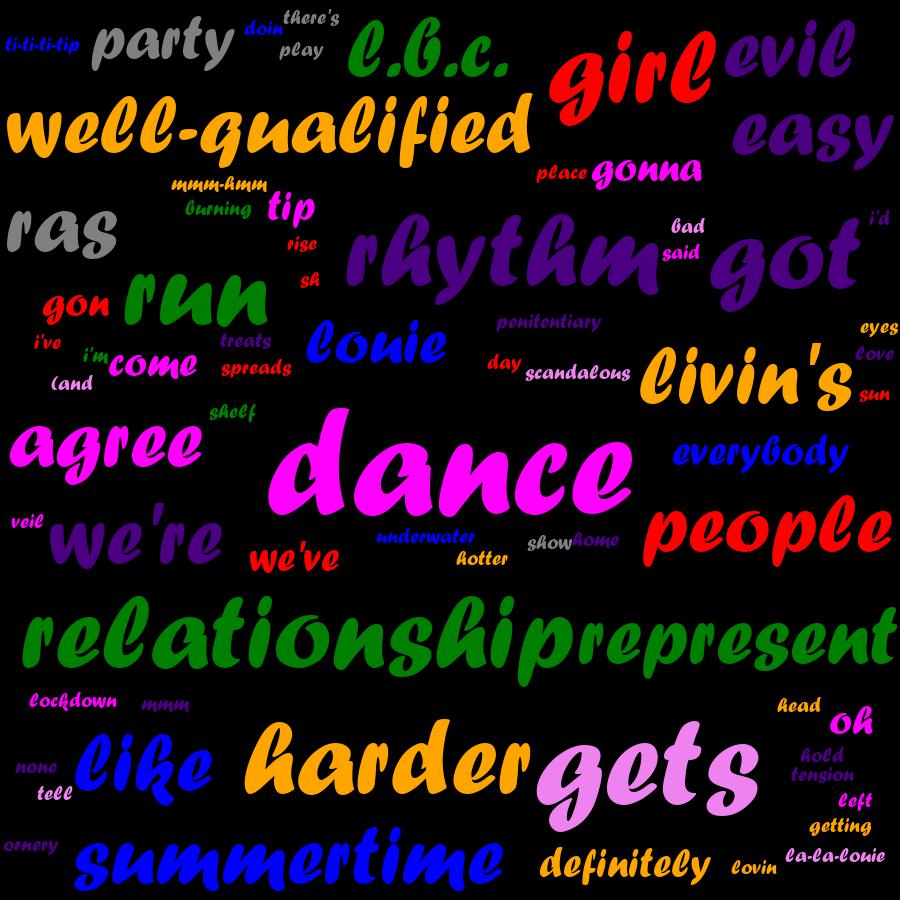 ti-ti-ti-tip party doin there's
play l.b.c. girl evil
well-qualified easy
place gonna
mmm-hmm
burning tip
ras rise rhythm bad said got i'd
gon run sh
i've i'm come treats louie penitentiary eyes
(and spreads day scandalous livin's love
sun
shelf
agree dance everybody
veil we're we've underwater hotter show home people
relationship represent
lockdown mmm head oh
none like harder gets hold
tell tension
left
getting
ornery summertime definitely lovin la-la-louie